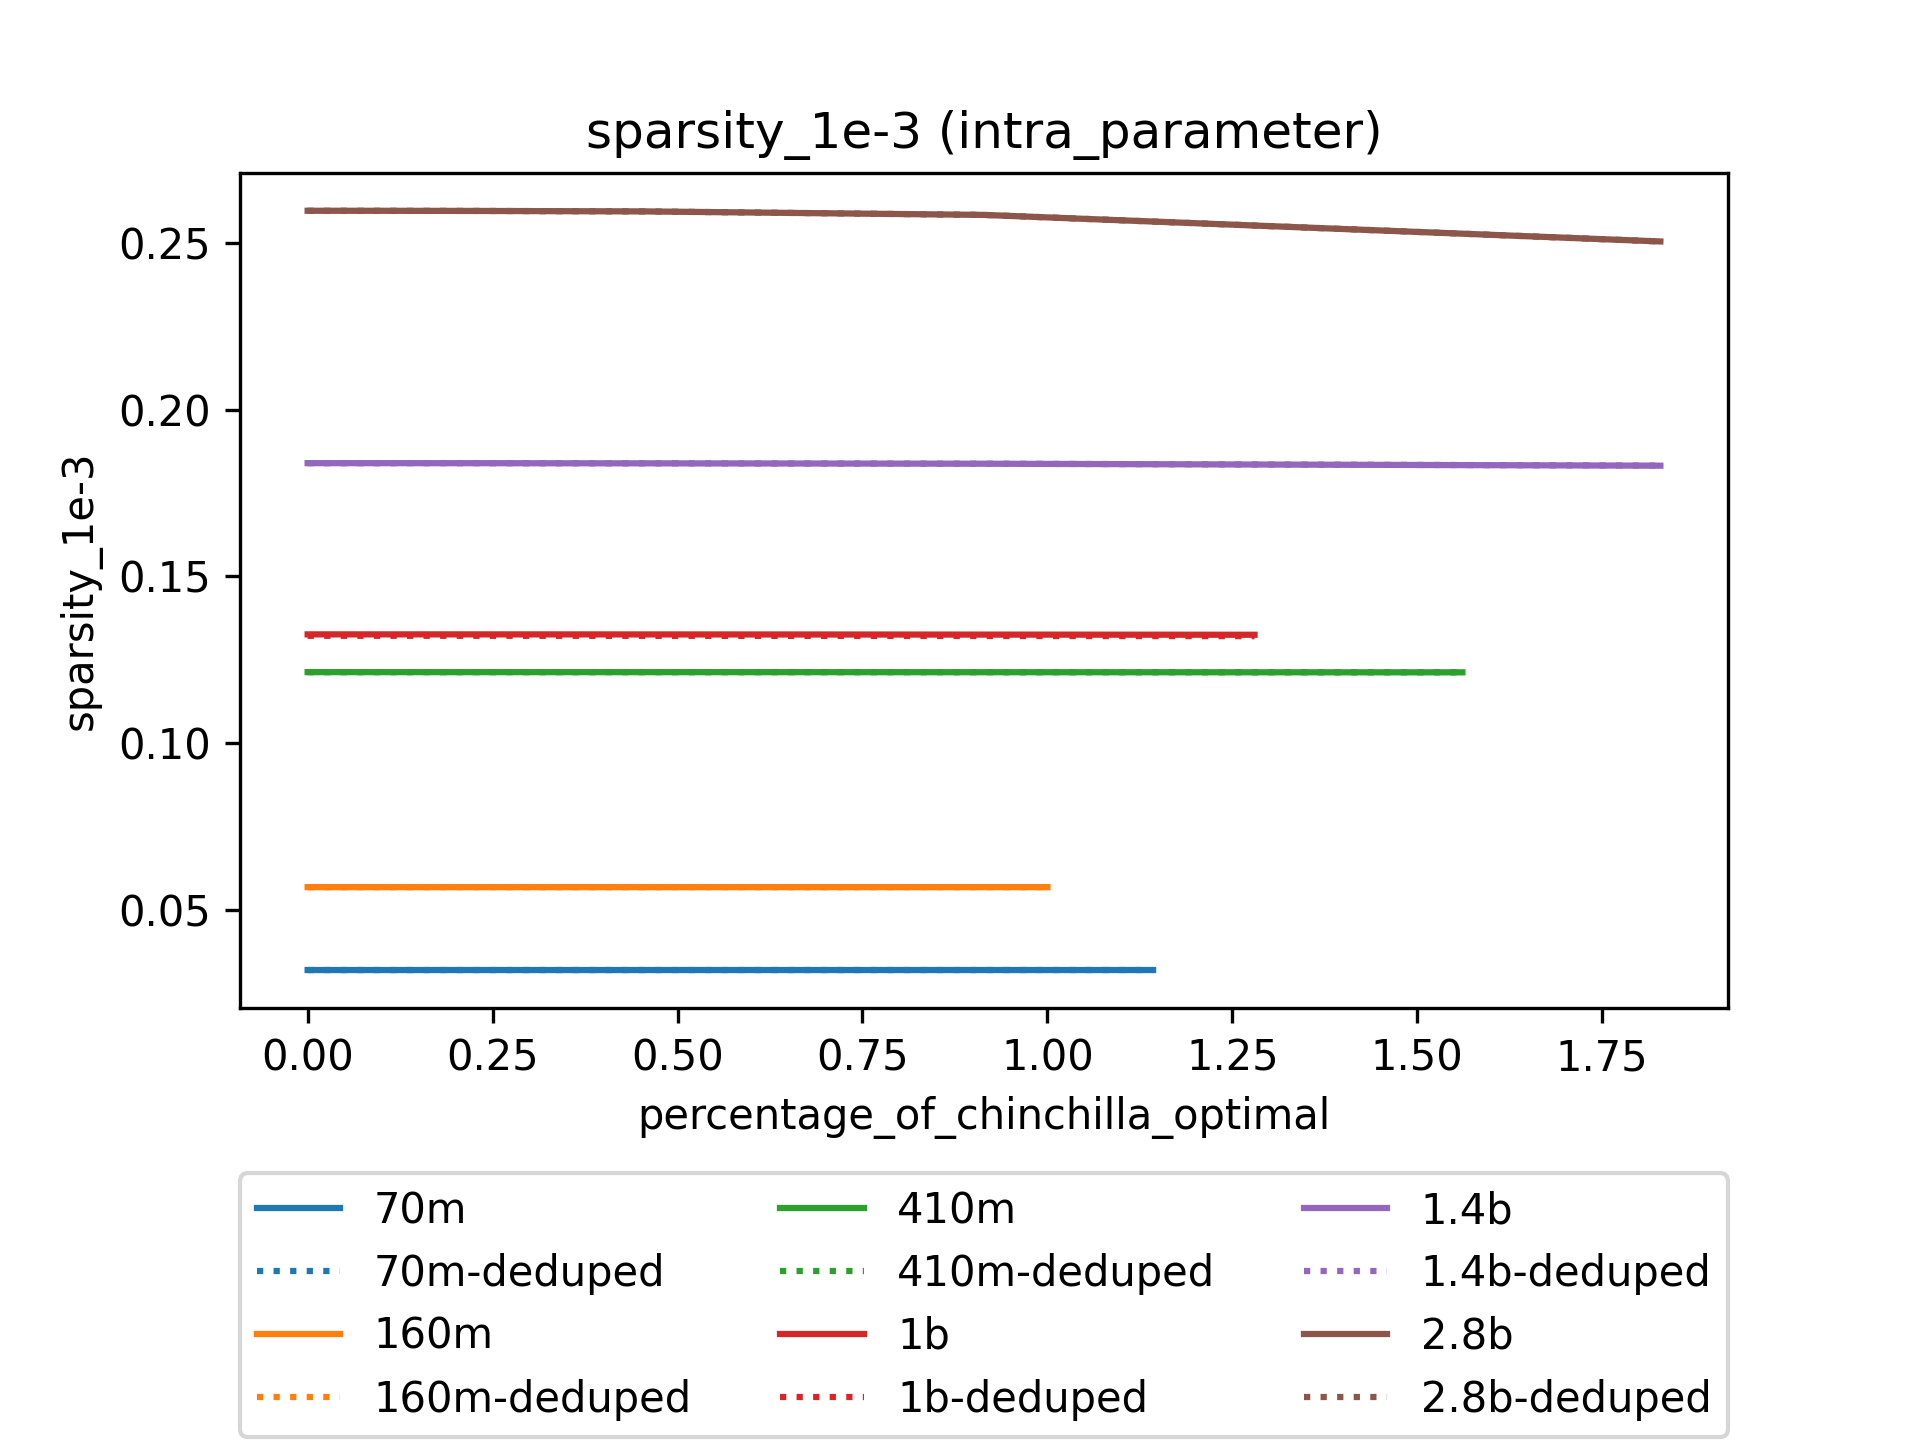 sparsity_1e-3 (intra_parameter)
sparsity_1e-3
0.25
0.20
0.15
0.10
0.05
0.00 0.25 0.50 0.75 1.00 1.25 1.50 1.75
percentage_of_chinchilla_optimal
70m
70m-deduped
160m
160m-deduped
410m
410m-deduped
1b
1b-deduped
1.4b
1.4b-deduped
2.8b
2.8b-deduped